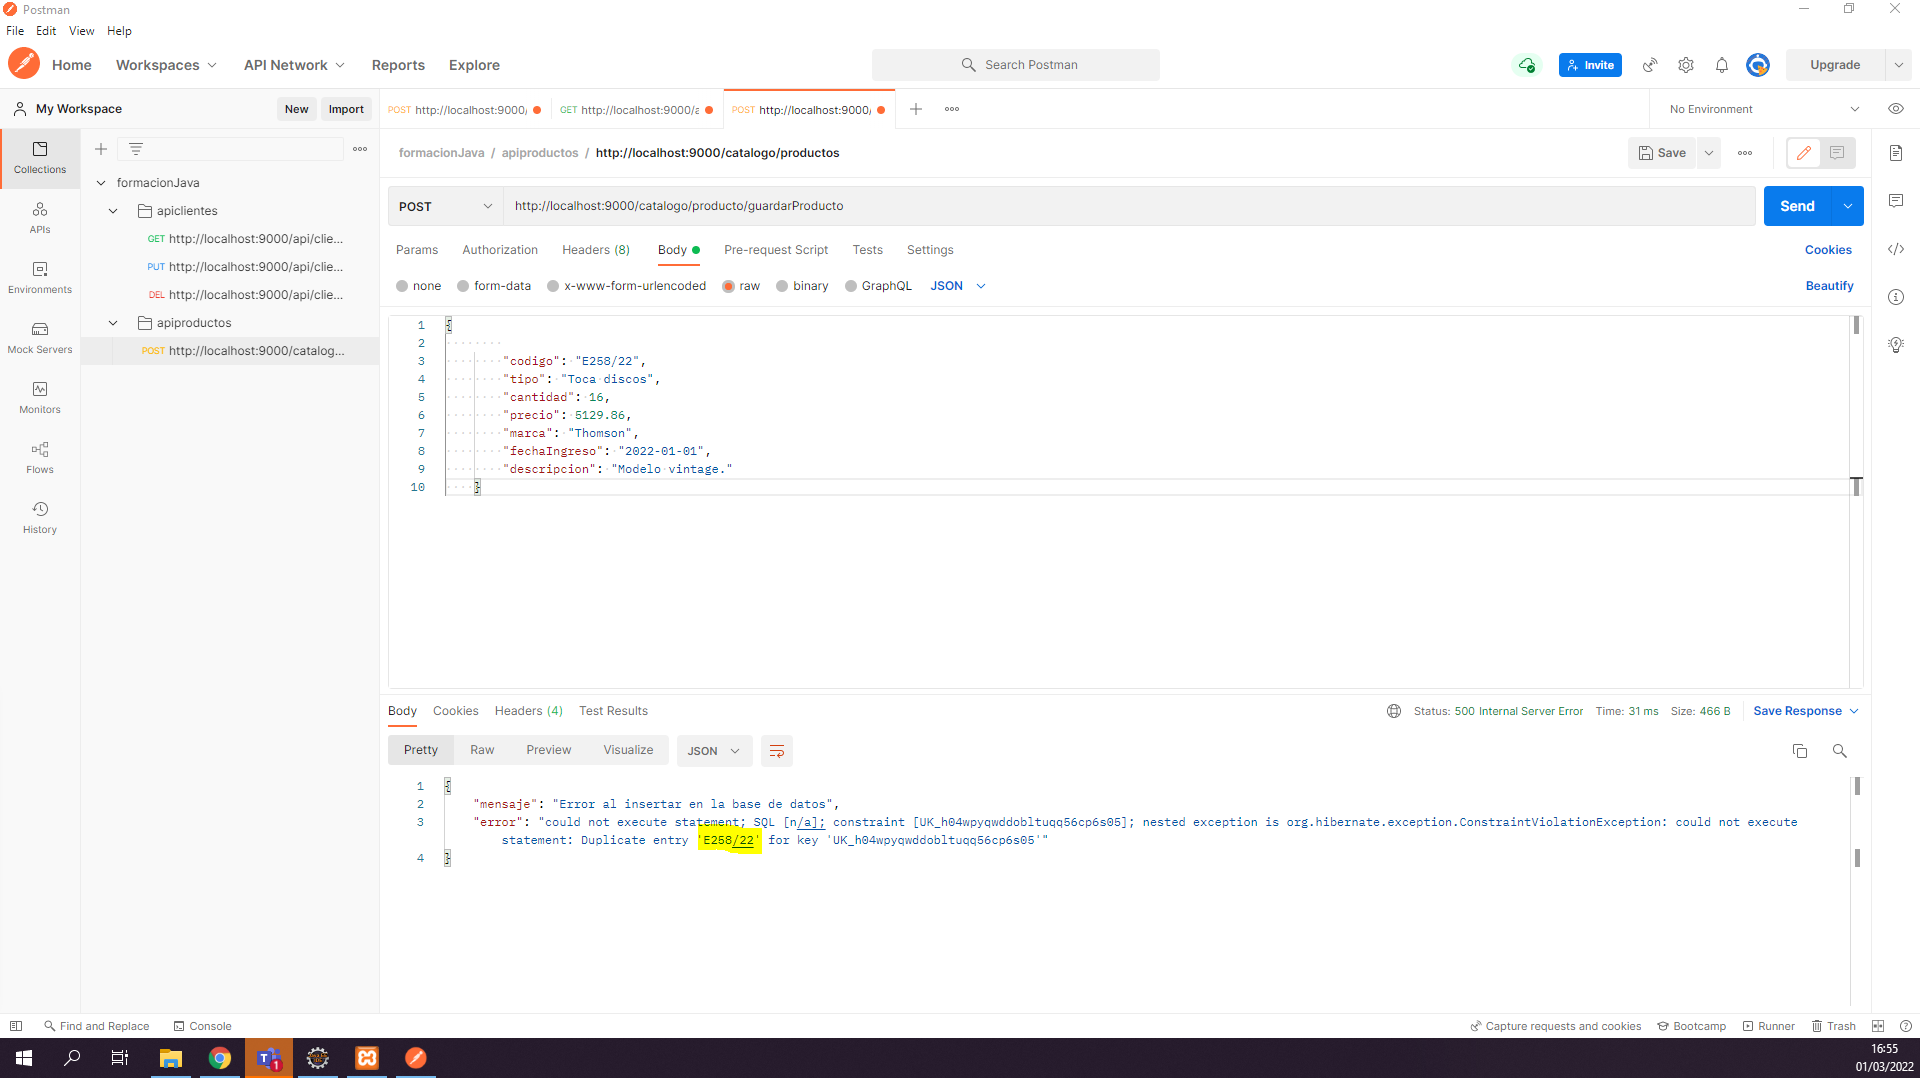 Postman
File Edit View Help
Home Workspaces API Network Reports Explore Search Postman Invite Upgrade
My Workspace New Import
POST http://localhost:9000/ GET http://localhost:9000/a POST http://localhost:9000/ No Environment
Collections
APIs
Environments
Mock Servers
Monitors
Flows
History
formacionJava
apiclientes
GET http://localhost:9000/api/clie...
PUT http://localhost:9000/api/clie...
DEL http://localhost:9000/api/clie...
apiproductos
POST http://localhost:9000/catalog...
formacionJava / apiproductos / http://localhost:9000/catalogo/productos Save
POST http://localhost:9000/catalogo/producto/guardarProducto Send
Params Authorization Headers (8) Body Pre-request Script Tests Settings Cookies
none form-data x-www-form-urlencoded raw binary GraphQL JSON Beautify
1 {
2
3 "codigo": "E258/22",
4 "tipo": "Toca discos",
5 "cantidad": 16,
6 "precio": 5129.86,
7 "marca": "Thomson",
8 "fechaIngreso": "2022-01-01",
9 "descripcion": "Modelo vintage."
10 }
Body Cookies Headers (4) Test Results Status: 500 Internal Server Error Time: 31 ms Size: 466 B Save Response
Pretty Raw Preview Visualize JSON
1 {
2 "mensaje": "Error al insertar en la base de datos",
3 "error": "could not execute statement; SQL [n/a]; constraint [UK_h04wpyqwddobltuqq56cp6s05]; nested exception is org.hibernate.exception.ConstraintViolationException: could not execute
statement: Duplicate entry 'E258/22' for key 'UK_h04wpyqwddobltuqq56cp6s05'"
4 }
Find and Replace Console Capture requests and cookies Bootcamp Runner Trash
1
16:55
01/03/2022